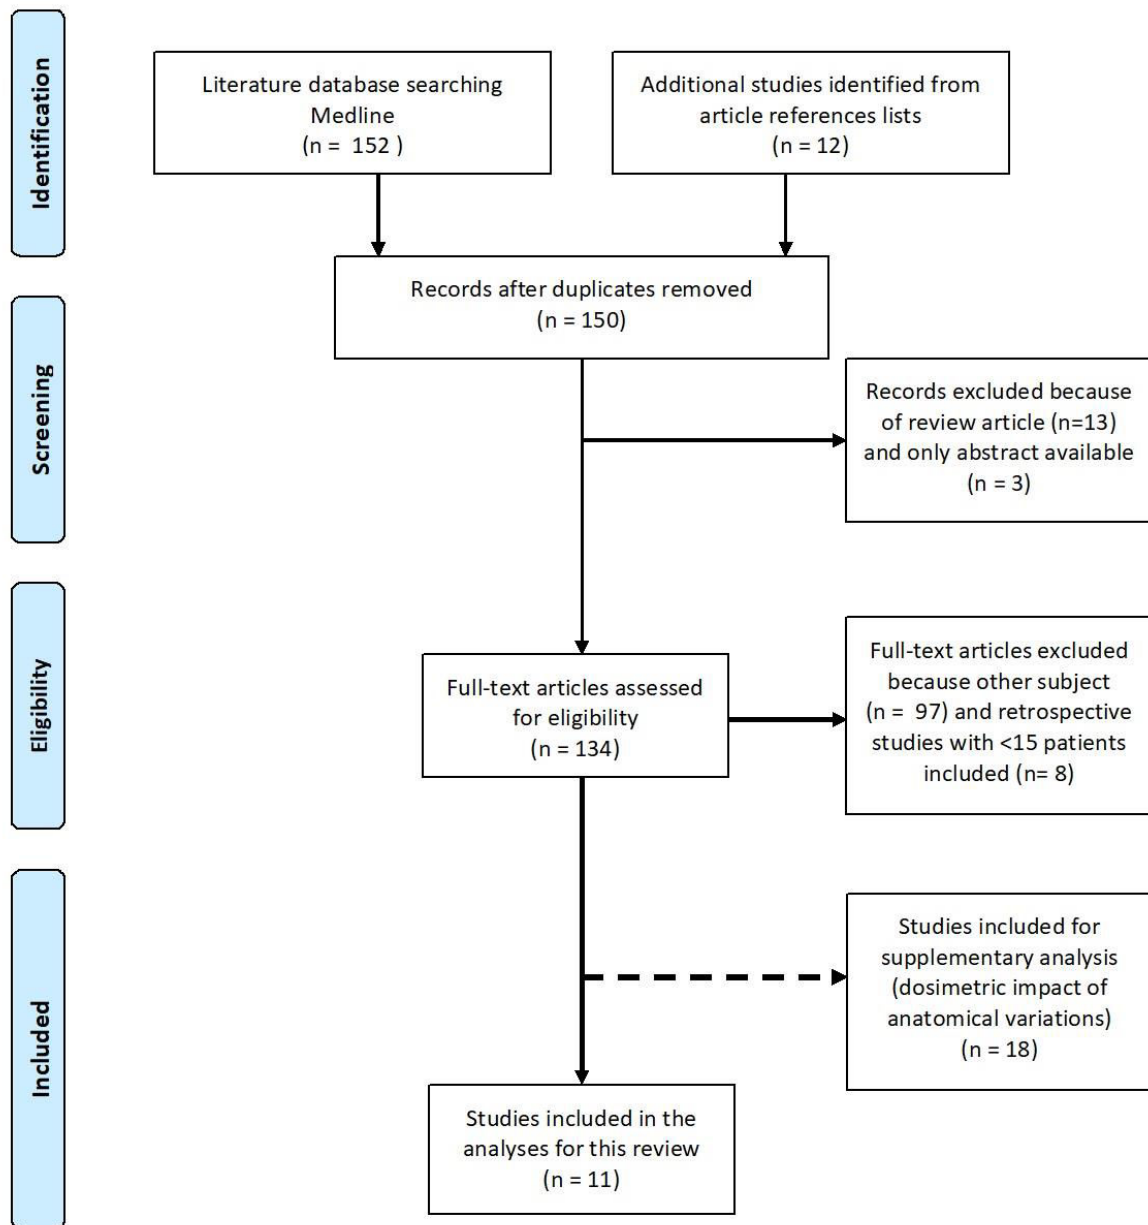 Identification
Literature database searching
Medline
(n =  152 )
Additional studies identified from
article references lists
(n = 12)
Records after duplicates removed
(n = 150)
Screening
Records excluded because
of review article (n=13)
and only abstract available
(n = 3)
Eligibility
Full-text articles assessed
for eligibility
(n = 134)
Full-text articles excluded
because other subject
(n =  97) and retrospective
studies with <15 patients
included (n= 8)
Included
Studies included for
supplementary analysis
(dosimetric impact of
anatomical variations)
(n = 18)
Studies included in the
analyses for this review
(n = 11)